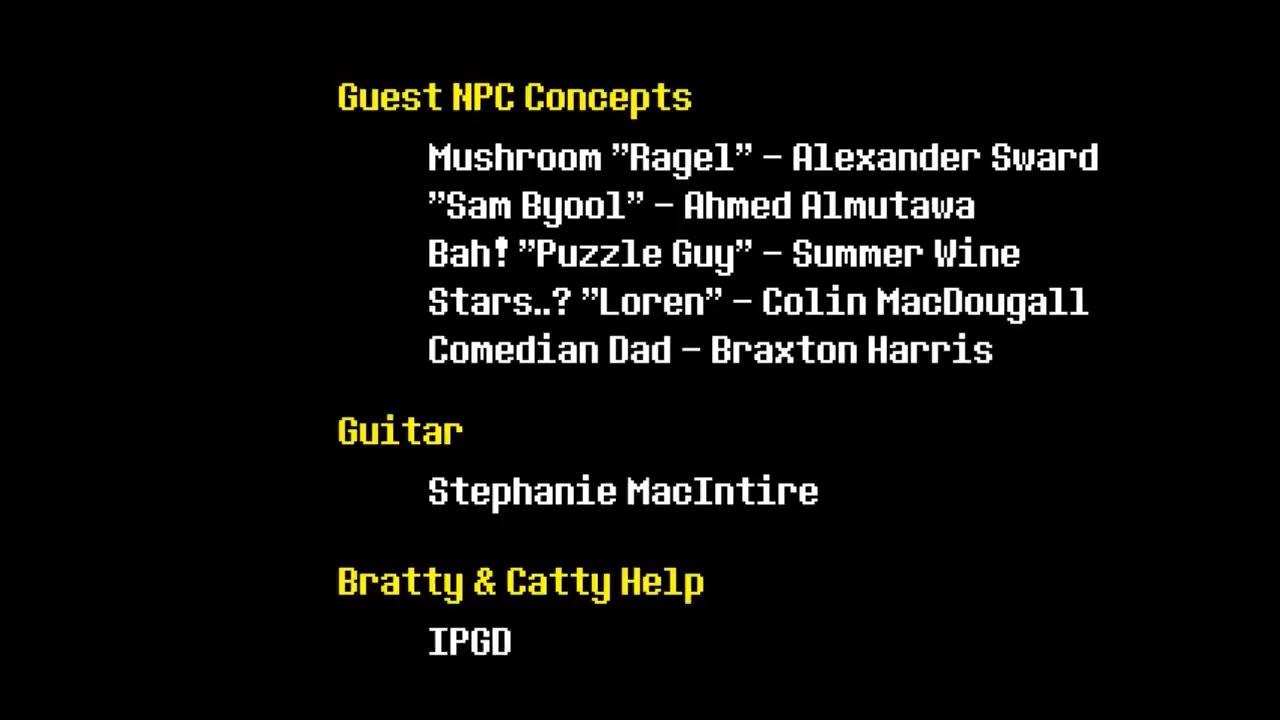 Guest NPC Concepts
Mushroom "Ragel" - Alexander Sward
"Sam Byool" - Ahmed Almutawa
Bah! "Puzzle Guy" - Summer Wine
Stars..? "Loren" - Colin MacDougall
Comedian Dad - Braxton Harris
Guitar
Stephanie MacIntire
Bratty & Catty Help
IPGD